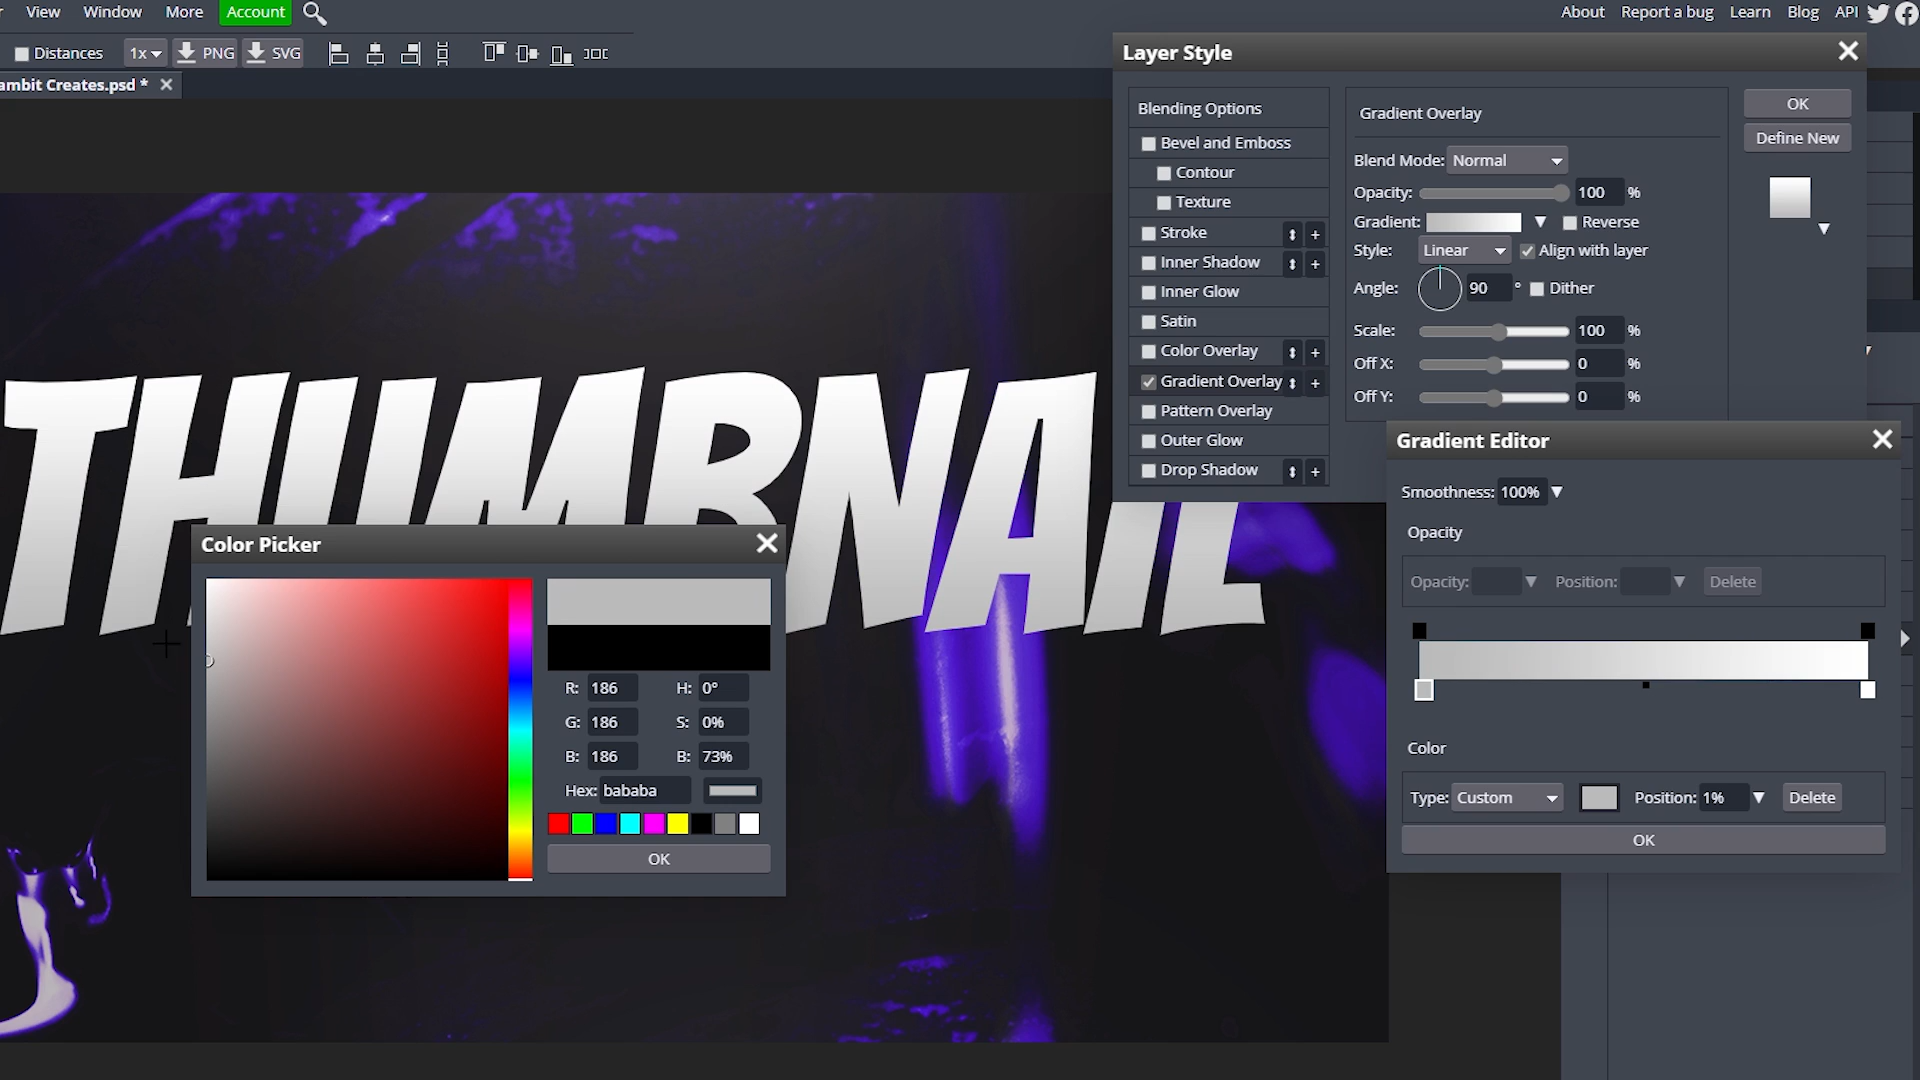 View Window More Account
About Report a bug Learn Blog API
Distances 1x PNG SVG
ambit Creates.psd *
Layer Style
Blending Options
Bevel and Emboss
Contour
Texture
Stroke
Inner Shadow
Inner Glow
Satin
Color Overlay
Gradient Overlay
Pattern Overlay
Outer Glow
Drop Shadow
Gradient Overlay
Blend Mode: Normal
Opacity: 100 %
Gradient: Reverse
Style: Linear Align with layer
Angle: 90 ° Dither
Scale: 100 %
Off X: 0 %
Off Y: 0 %
OK
Define New
THUMBNAIL
Color Picker
R: 186 H: 0°
G: 186 S: 0%
B: 186 B: 73%
Hex: bababa
OK
Gradient Editor
Smoothness: 100%
Opacity
Opacity: Position: Delete
Color
Type: Custom Position: 1% Delete
OK